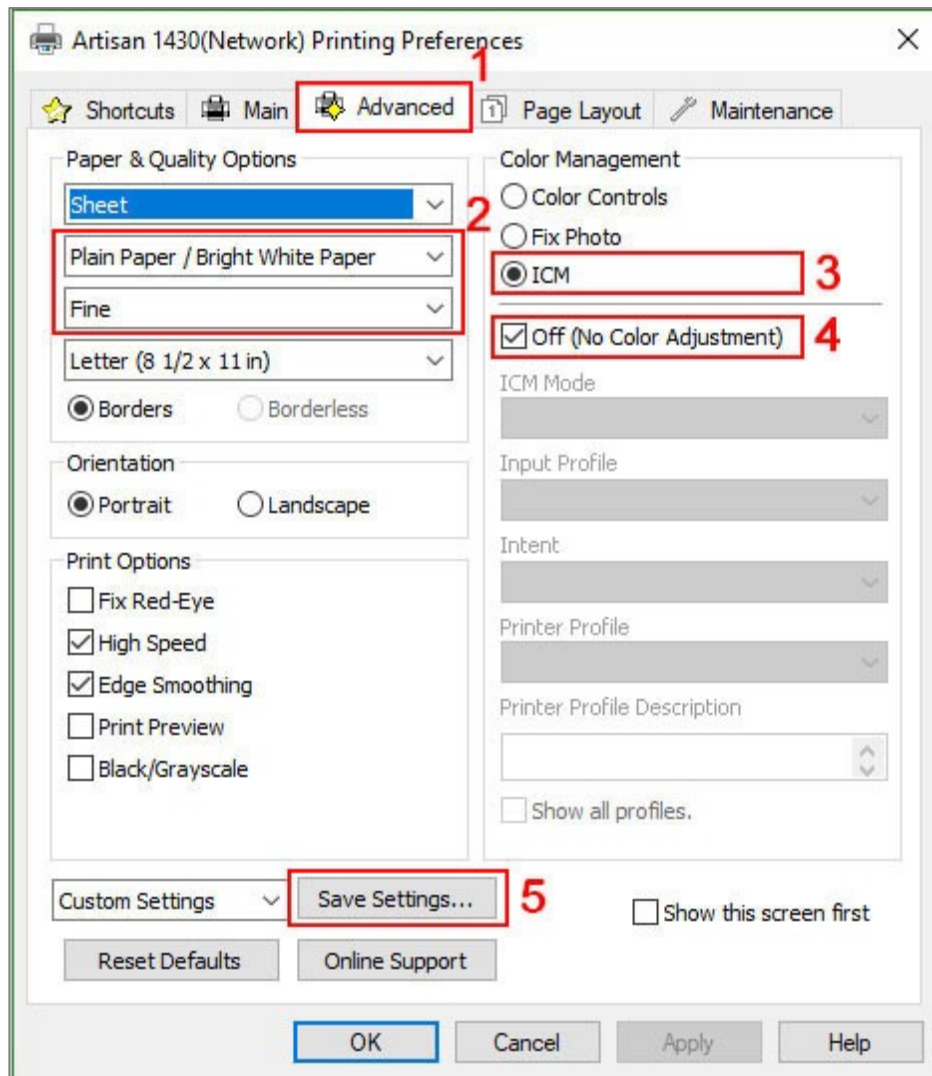 Artisan 1430(Network) Printing Preferences
1
Shortcuts Main Advanced Page Layout Maintenance
Paper & Quality Options
Sheet
2
Plain Paper / Bright White Paper
Fine
Letter (8 1/2 x 11 in)
Borders Borderless
Orientation
Portrait Landscape
Print Options
Fix Red-Eye
High Speed
Edge Smoothing
Print Preview
Black/Grayscale
Color Management
Color Controls
Fix Photo
ICM 3
Off (No Color Adjustment) 4
ICM Mode
Input Profile
Intent
Printer Profile
Printer Profile Description
Show all profiles.
Custom Settings Save Settings... 5
Show this screen first
Reset Defaults Online Support
OK Cancel Apply Help